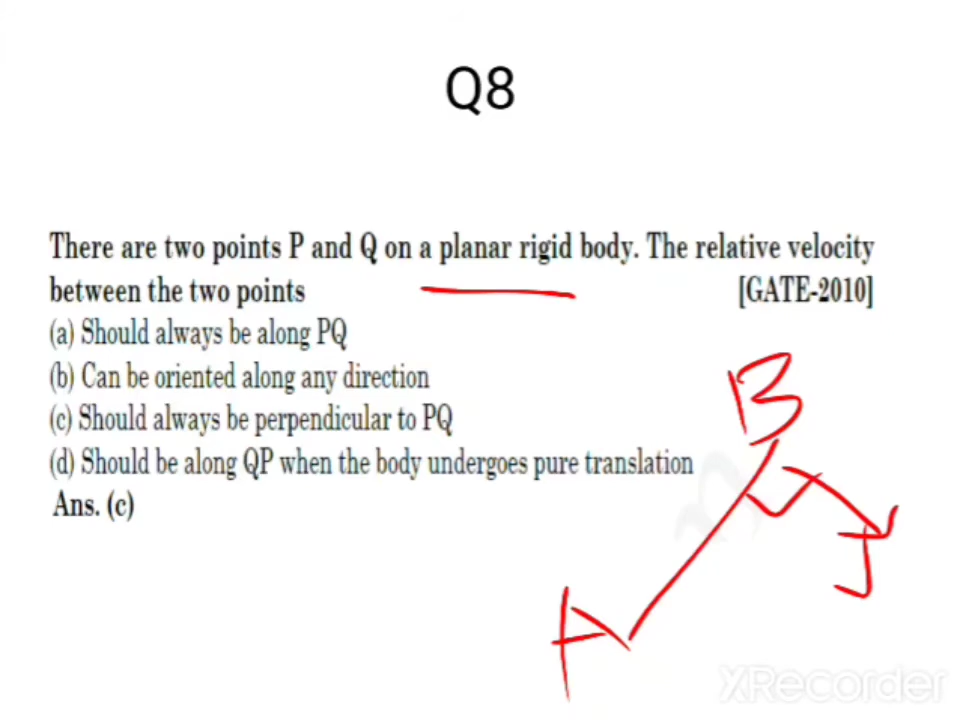 Q8
There are two points P and Q on a planar rigid body. The relative velocity
between the two points [GATE-2010]
(a) Should always be along PQ
(b) Can be oriented along any direction
(c) Should always be perpendicular to PQ
(d) Should be along QP when the body undergoes pure translation
Ans. (c)
B
A
XRecorder